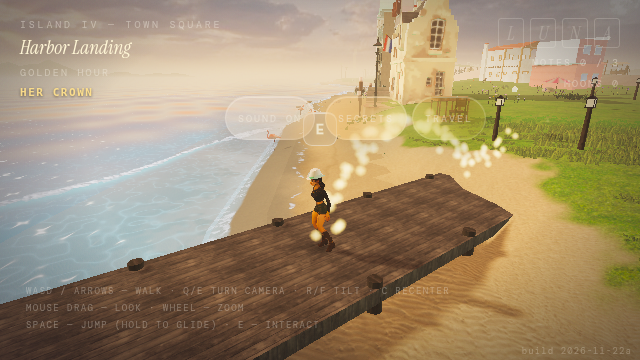 ISLAND IV — TOWN SQUARE
Harbor Landing
GOLDEN HOUR
HER CROWN
L U N
SOUND ON
SECRET
TRAVEL
E
WASD / ARROWS — WALK · Q/E TURN CAMERA · R/F TILT · C RECENTER
MOUSE DRAG — LOOK · WHEEL — ZOOM
SPACE — JUMP (HOLD TO GLIDE) · E — INTERACT
build 2026-11-22a